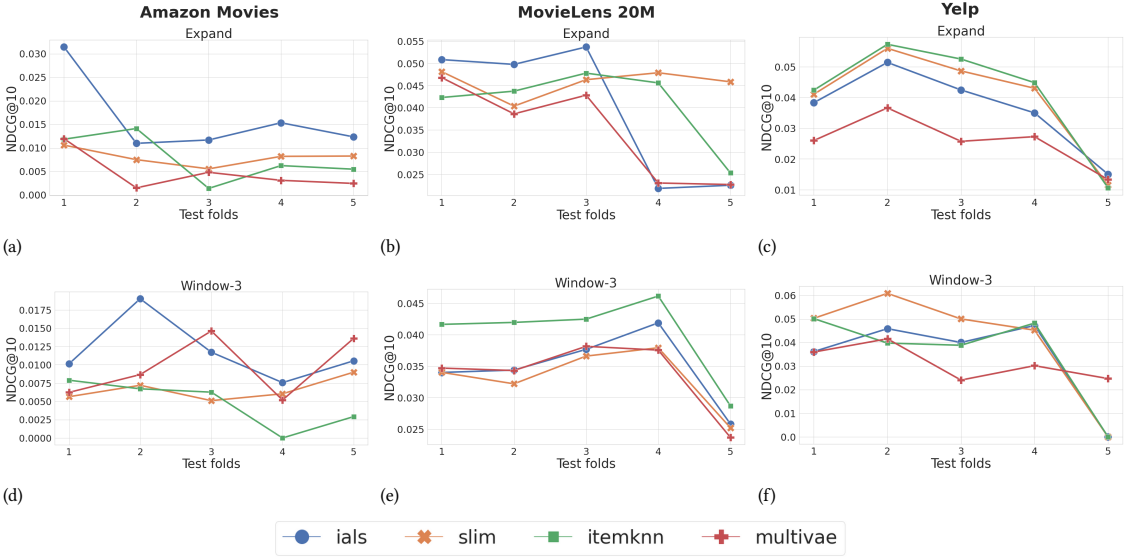 Amazon Movies
MovieLens 20M
Yelp
Expand
Expand
Expand
NDCG@10
0.030
0.025
0.020
0.015
0.010
0.005
0.000
1 2 3 4 5
Test folds
NDCG@10
0.055
0.050
0.045
0.040
0.035
0.030
0.025
1 2 3 4 5
Test folds
NDCG@10
0.05
0.04
0.03
0.02
0.01
1 2 3 4 5
Test folds
(a)
(b)
(c)
Window-3
Window-3
Window-3
NDCG@10
0.0175
0.0150
0.0125
0.0100
0.0075
0.0050
0.0025
0.0000
1 2 3 4 5
Test folds
NDCG@10
0.045
0.040
0.035
0.030
0.025
1 2 3 4 5
Test folds
NDCG@10
0.06
0.05
0.04
0.03
0.02
0.01
0.0
1 2 3 4 5
Test folds
(d)
(e)
(f)
ials slim itemknn multivae